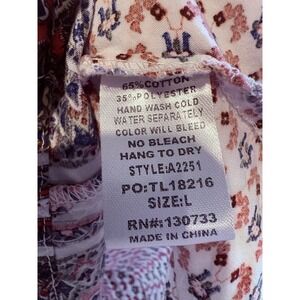 65%COTTON
35%POLYESTER
HAND WASH COLD
WATER SEPARATELY
COLOR WILL BLEED
NO BLEACH
HANG TO DRY
STYLE:A2251
PO:TL18216
SIZE:L
RN#:130733
MADE IN CHINA